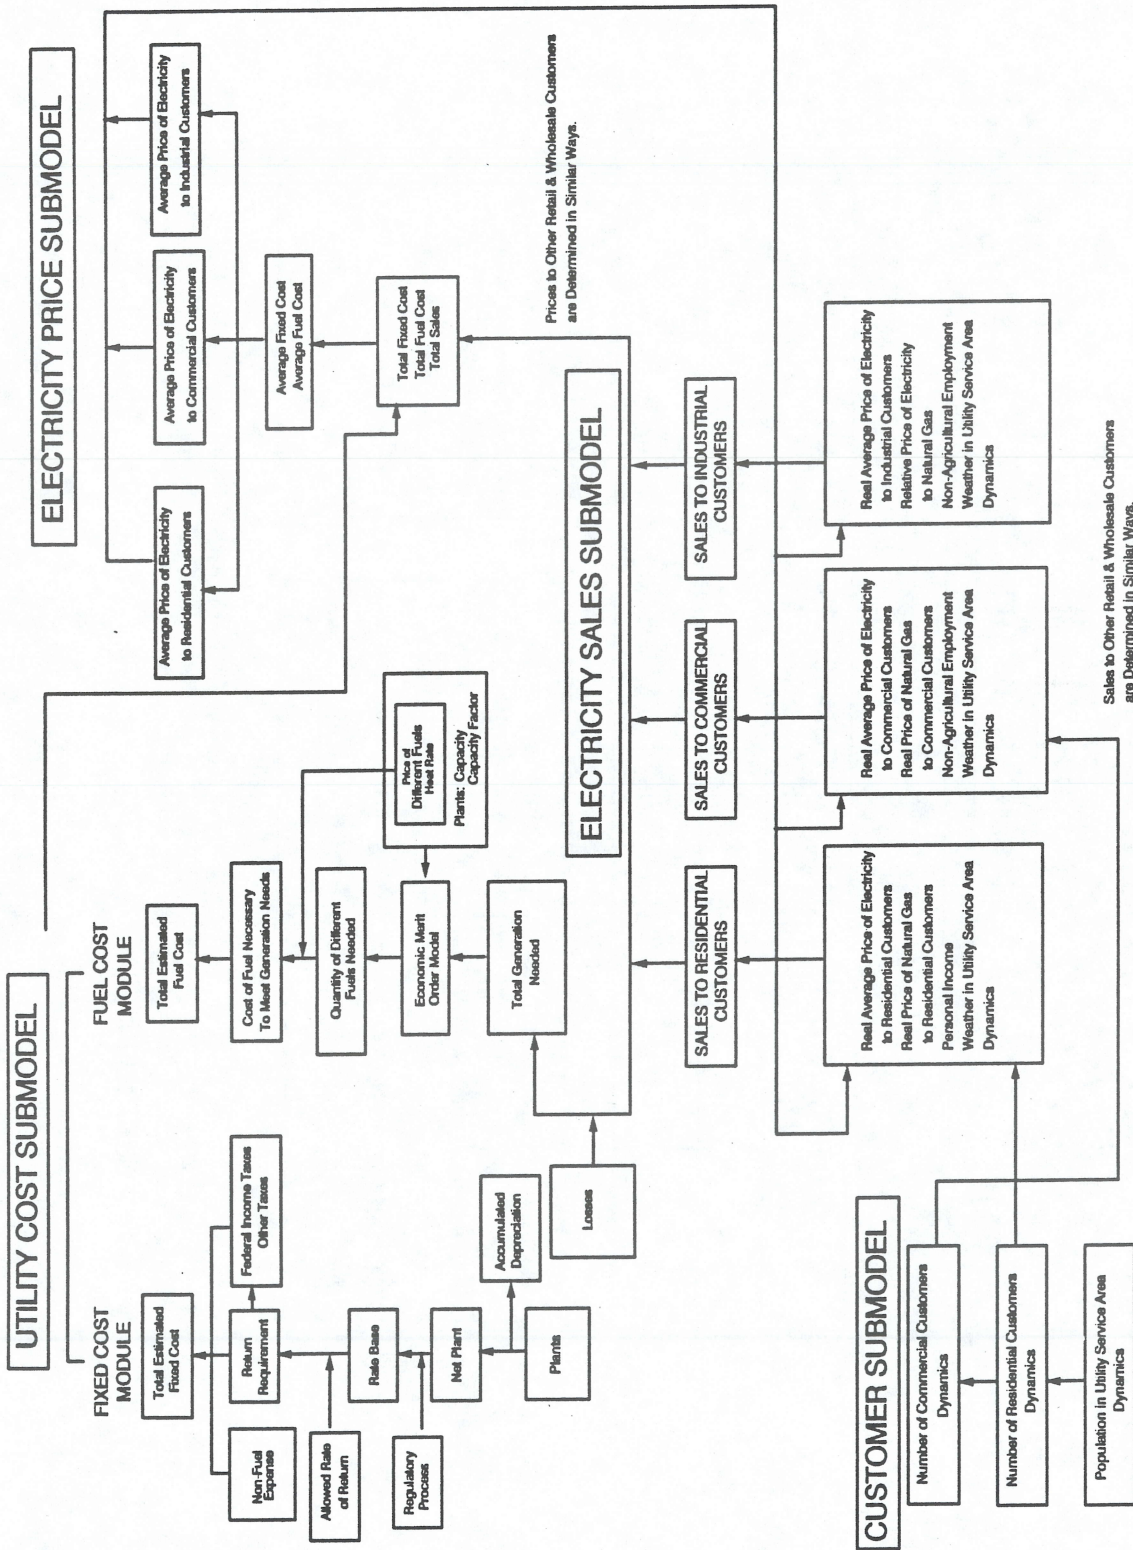 UTILITY COST SUBMODEL
FIXED COST
MODULE
Total Estimated
Fixed Cost
Non-Fuel
Expense
Return
Requirement
Federal Income Taxes
Other Taxes
Allowed Rate
of Return
Rate Base
Regulatory
Process
Net Plant
Accumulated
Depreciation
Plants
Losses
FUEL COST
MODULE
Total Estimated
Fuel Cost
Cost of Fuel Necessary
To Meet Generation Needs
Quantity of Different
Fuels Needed
Economic Merit
Order Model
Total Generation
Needed
Price of
Different Fuels
Heat Rate
Plants: Capacity
Capacity Factor
ELECTRICITY PRICE SUBMODEL
Average Price of Electricity
to Residential Customers
Average Price of Electricity
to Commercial Customers
Average Price of Electricity
to Industrial Customers
Average Fixed Cost
Average Fuel Cost
Total Fixed Cost
Total Fuel Cost
Total Sales
Prices to Other Retail & Wholesale Customers
are Determined in Similar Ways.
ELECTRICITY SALES SUBMODEL
SALES TO RESIDENTIAL
CUSTOMERS
SALES TO COMMERCIAL
CUSTOMERS
SALES TO INDUSTRIAL
CUSTOMERS
Real Average Price of Electricity
to Residential Customers
Real Price of Natural Gas
to Residential Customers
Personal Income
Weather in Utility Service Area
Dynamics
Real Average Price of Electricity
to Commercial Customers
Real Price of Natural Gas
to Commercial Customers
Non-Agricultural Employment
Weather in Utility Service Area
Dynamics
Real Average Price of Electricity
to Industrial Customers
Relative Price of Electricity
to Natural Gas
Non-Agricultural Employment
Weather in Utility Service Area
Dynamics
Sales to Other Retail & Wholesale Customers
are Determined in Similar Ways.
CUSTOMER SUBMODEL
Number of Commercial Customers
Dynamics
Number of Residential Customers
Dynamics
Population in Utility Service Area
Dynamics